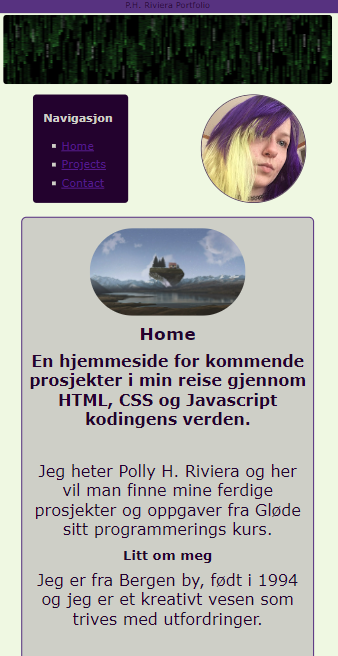 P.H. Riviera Portfolio
Navigasjon
Home
Projects
Contact
Home
En hjemmeside for kommende
prosjekter i min reise gjennom
HTML, CSS og Javascript
kodingens verden.
Jeg heter Polly H. Riviera og her
vil man finne mine ferdige
prosjekter og oppgaver fra Gløde
sitt programmerings kurs.
Litt om meg
Jeg er fra Bergen by, født i 1994
og jeg er et kreativt vesen som
trives med utfordringer.